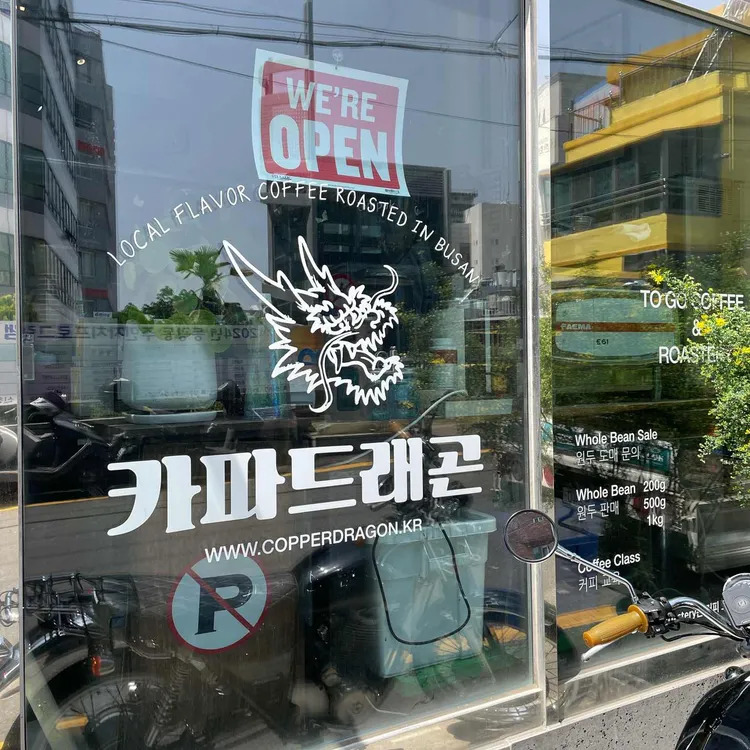 WE'RE
OPEN
LOCAL FLAVOR COFFEE ROASTED IN BUSAN
카파드래곤
WWW.COPPERDRAGON.KR
P
TO GO COFFEE
&
FAEMA
E61
Whole Bean Sale
원두 도매 문의
Whole Bean 200g
원두 판매 500g
1kg
Coffee Class
커피